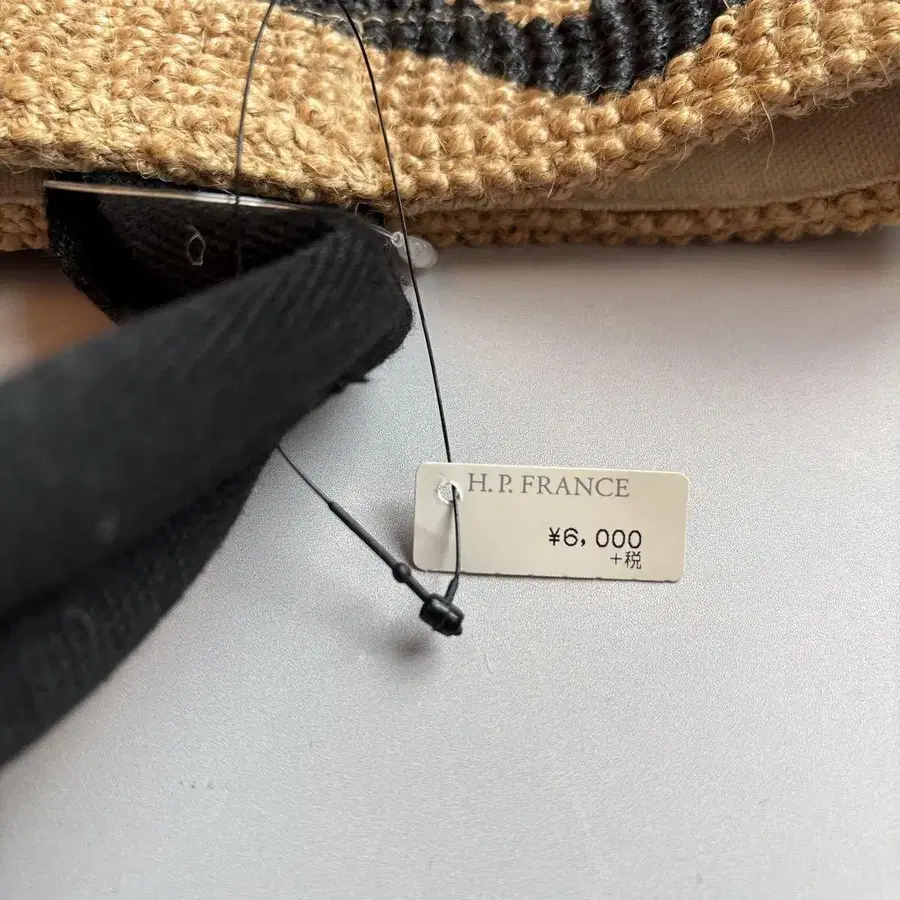 H.P. FRANCE
¥6,000
+税